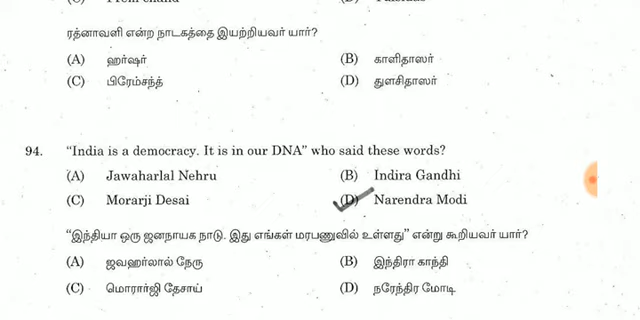 ரத்னாவளி என்ற நாடகத்தை இயற்றியவர் யார்?
(A) ஹர்ஷர் (B) காளிதாஸர்
(C) பிரேம்சந்த் (D) துளசிதாஸர்
94. "India is a democracy. It is in our DNA" who said these words?
(A) Jawaharlal Nehru (B) Indira Gandhi
(C) Morarji Desai (D) Narendra Modi
"இந்தியா ஒரு ஜனநாயக நாடு. இது எங்கள் மரபணுவில் உள்ளது" என்று கூறியவர் யார்?
(A) ஜவஹர்லால் நேரு (B) இந்திரா காந்தி
(C) மொரார்ஜி தேசாய் (D) நரேந்திர மோடி